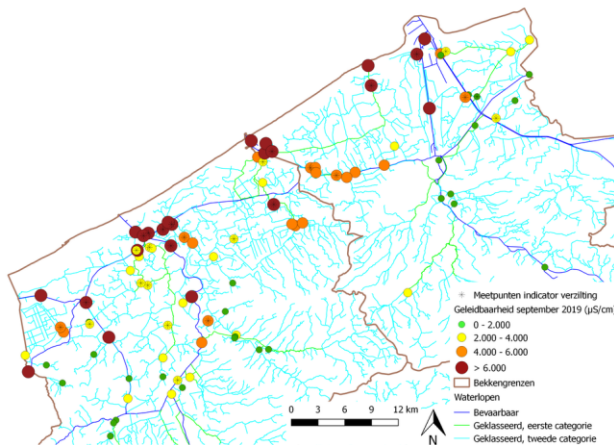 Meetpunten indicator verzilting
Geleidbaarheid september 2019 (µS/cm)
0 - 2.000
2.000 - 4.000
4.000 - 6.000
> 6.000
Bekkengrenzen
Waterlopen
Bevaarbaar
Geklasseerd, eerste categorie
Geklasseerd, tweede categorie
0 3 6 9 12 km
N